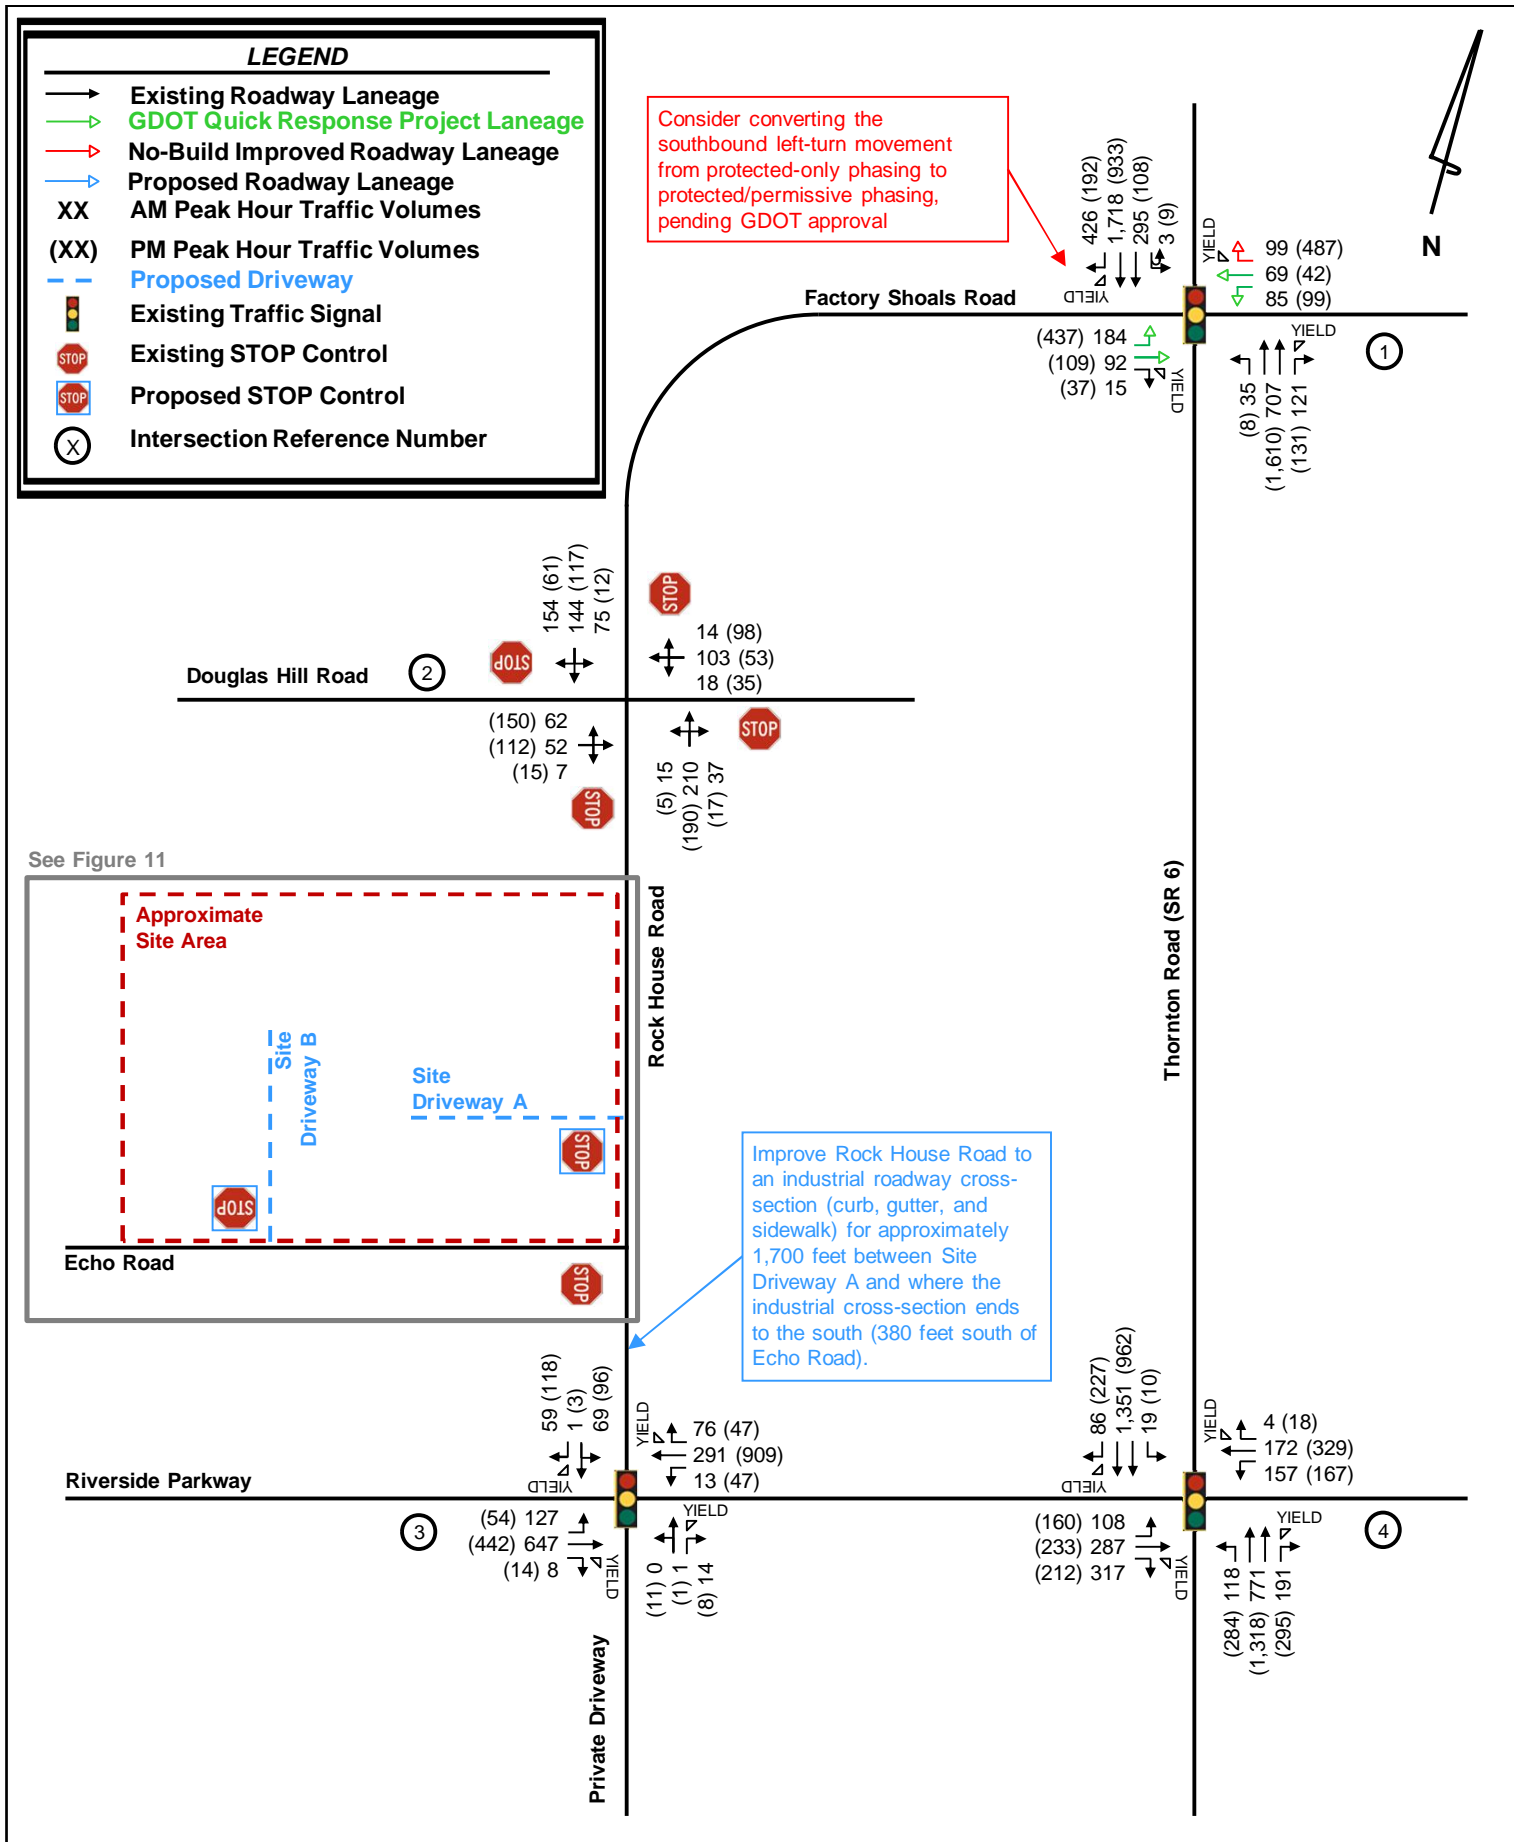 LEGEND
Existing Roadway Laneage
GDOT Quick Response Project Laneage
No-Build Improved Roadway Laneage
Proposed Roadway Laneage
XX AM Peak Hour Traffic Volumes
(XX) PM Peak Hour Traffic Volumes
Proposed Driveway
Existing Traffic Signal
STOP Existing STOP Control
STOP Proposed STOP Control
X Intersection Reference Number
Consider converting the
southbound left-turn movement
from protected-only phasing to
protected/permissive phasing,
pending GDOT approval
N
426 (192)
1,718 (933)
295 (108)
3 (9)
YIELD
YIELD
99 (487)
69 (42)
85 (99)
Factory Shoals Road
(437) 184
(109) 92
(37) 15
YIELD
YIELD
(8) 35
(1,610) 707
(131) 121
1
154 (61)
144 (117)
75 (12)
STOP
STOP
14 (98)
103 (53)
18 (35)
Douglas Hill Road
2
(150) 62
(112) 52
(15) 7
STOP
STOP
(5) 15
(190) 210
(17) 37
See Figure 11
Approximate
Site Area
Rock House Road
Thornton Road (SR 6)
Site
Driveway B
Site
Driveway A
STOP
STOP
Echo Road
STOP
Improve Rock House Road to
an industrial roadway cross-
section (curb, gutter, and
sidewalk) for approximately
1,700 feet between Site
Driveway A and where the
industrial cross-section ends
to the south (380 feet south of
Echo Road).
59 (118)
1 (3)
69 (96)
YIELD
YIELD
76 (47)
291 (909)
13 (47)
Riverside Parkway
3
(54) 127
(442) 647
(14) 8
YIELD
YIELD
(11) 0
(1) 1
(8) 14
86 (227)
1,351 (962)
19 (10)
YIELD
YIELD
4 (18)
172 (329)
157 (167)
(160) 108
(233) 287
(212) 317
YIELD
YIELD
(284) 118
(1,318) 771
(295) 191
4
Private Driveway